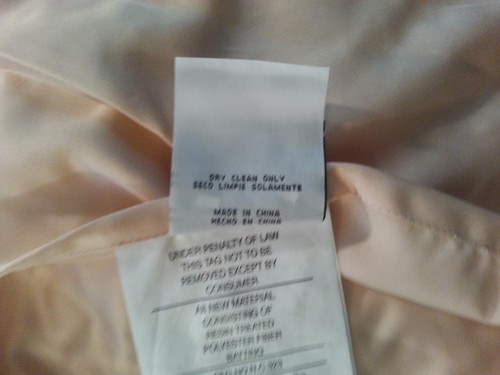 DRY CLEAN ONLY
SECO LIMPIE SOLAMENTE
MADE IN CHINA
HECHO EN CHINA
UNDER PENALTY OF LAW
THIS TAG NOT TO BE
REMOVED EXCEPT BY
CONSUMER
All NEW MATERIAL
CONSISTING OF
RESIN TREATED
POLYESTER FIBER
BATTING